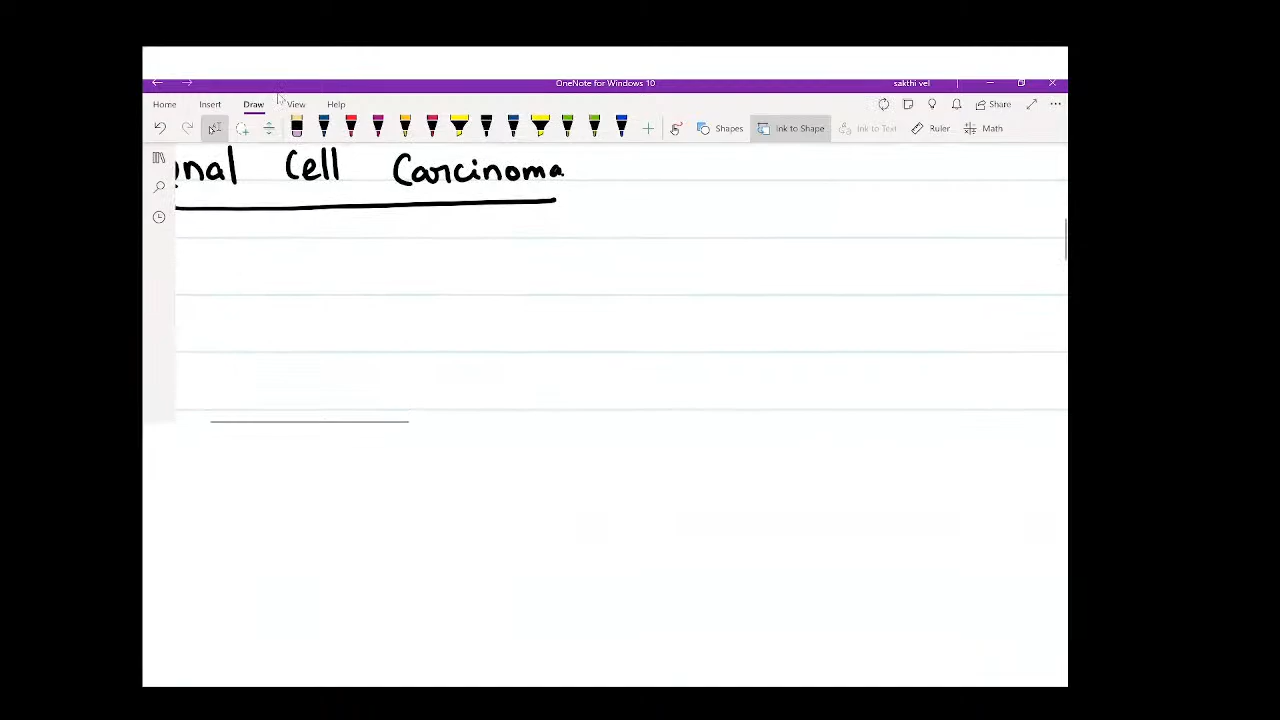 OneNote for Windows 10
sakthi vel
Home Insert Draw View Help Share
Shapes Ink to Shape Ink to Text Ruler Math
nal Cell Carcinoma